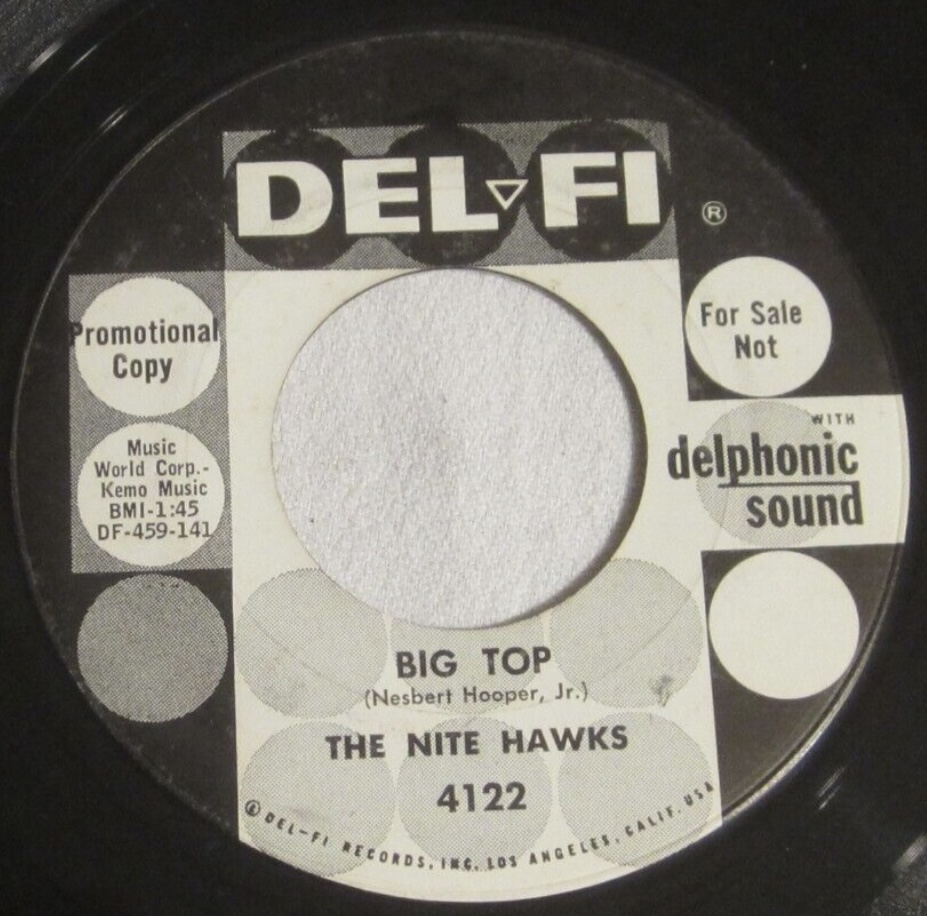 DEL▽FI
®
Promotional
Copy
For Sale
Not
Music
World Corp.-
Kemo Music
BMI-1:45
DF-459-141
WITH
delphonic
sound
BIG TOP
(Nesbert Hooper, Jr.)
THE NITE HAWKS
4122
Ⓟ DEL-FI RECORDS, INC. LOS ANGELES, CALIF. USA